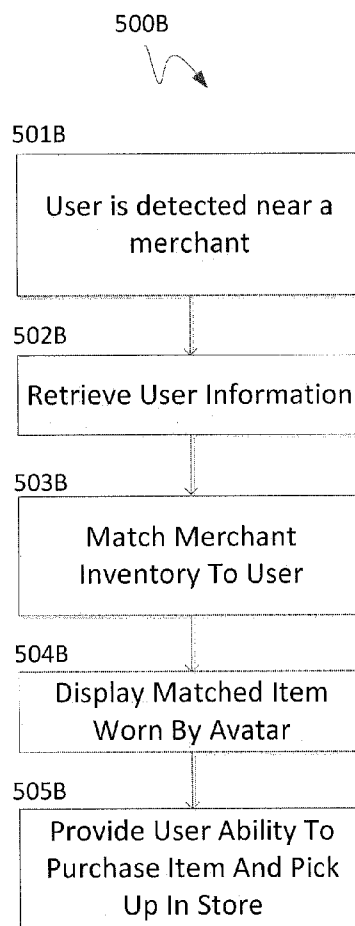 500B
501B
User is detected near a
merchant
502B
Retrieve User Information
503B
Match Merchant
Inventory To User
504B
Display Matched Item
Worn By Avatar
505B
Provide User Ability To
Purchase Item And Pick
Up In Store